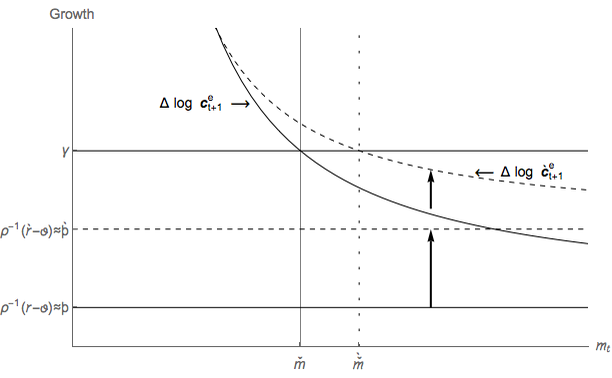 Growth
Δ log c^e_{t+1} ⟶
γ
⟵ Δ log c̀^e_{t+1}
ρ⁻¹(r̀−ϑ)≈þ̀
ρ⁻¹(r−ϑ)≈þ
m̌ m̌̀ m_t